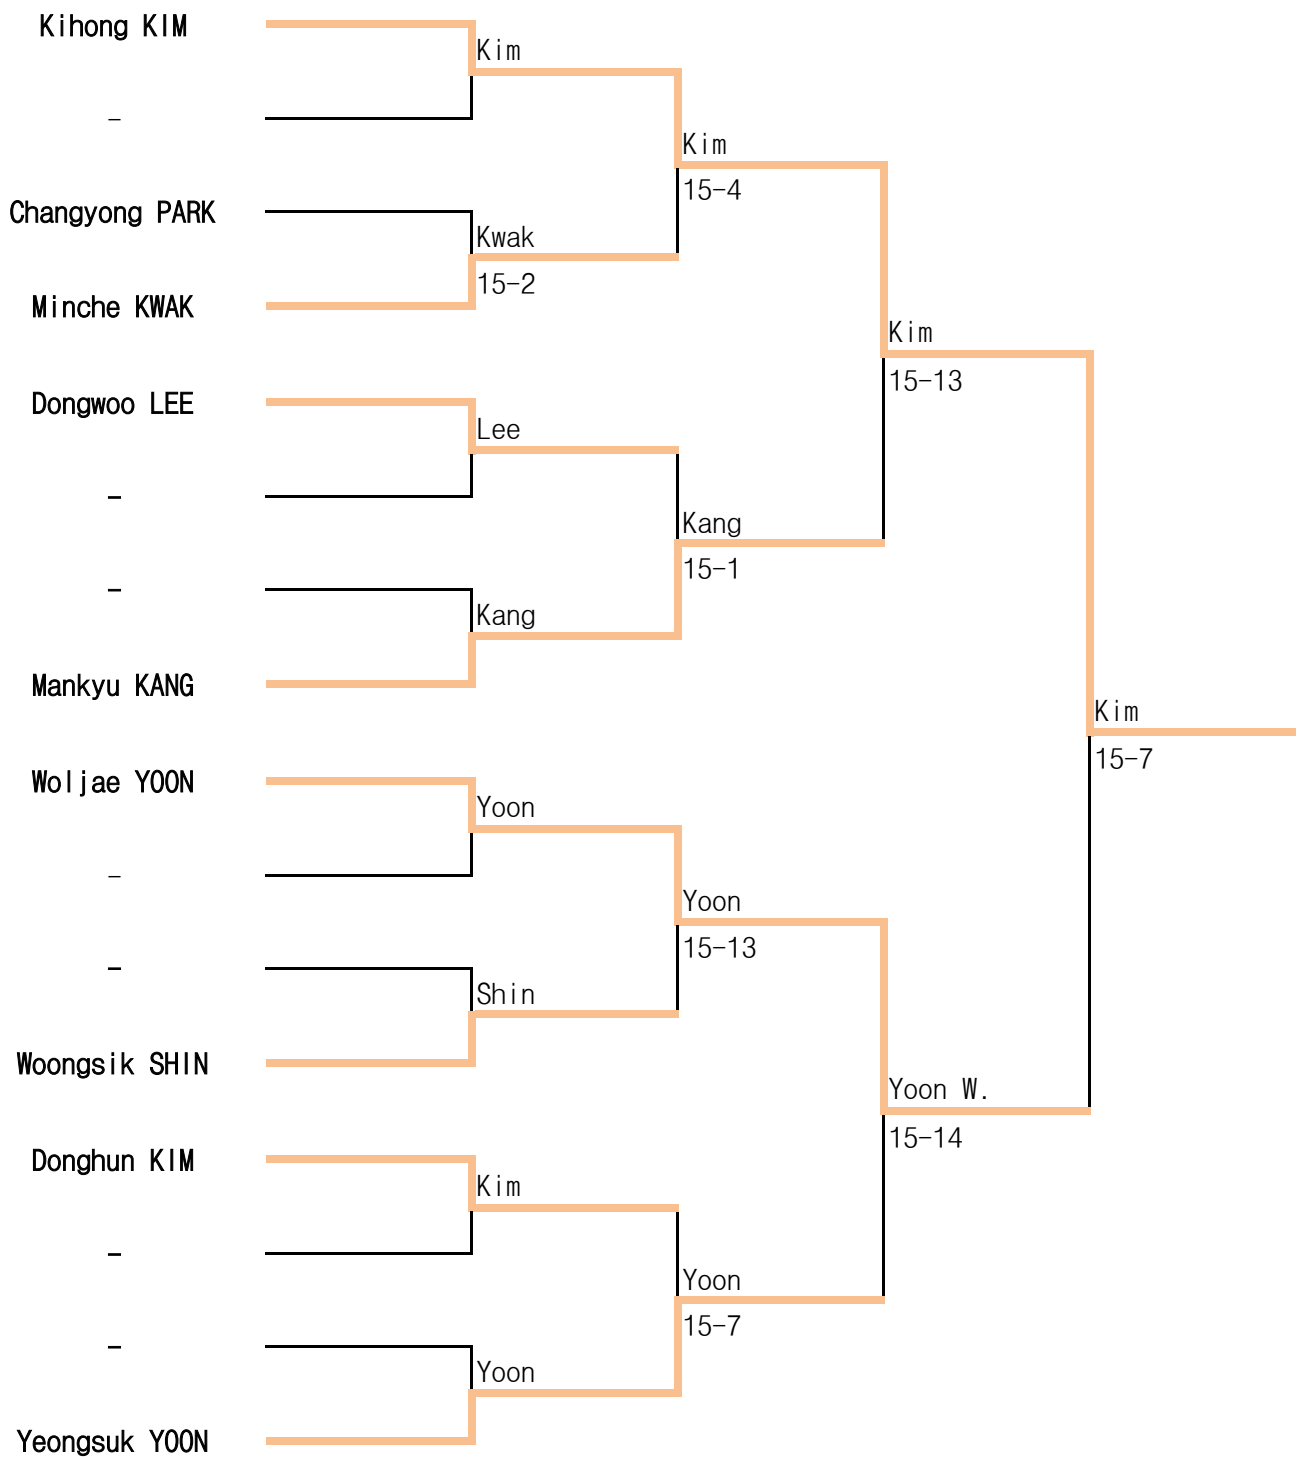 Kihong KIM
Kim
-
Kim
15-4
Changyong PARK
Kwak
15-2
Minche KWAK
Kim
15-13
Dongwoo LEE
Lee
-
Kang
15-1
-
Kang
Mankyu KANG
Kim
15-7
Woljae YOON
Yoon
-
Yoon
15-13
-
Shin
Woongsik SHIN
Yoon W.
15-14
Donghun KIM
Kim
-
Yoon
15-7
-
Yoon
Yeongsuk YOON